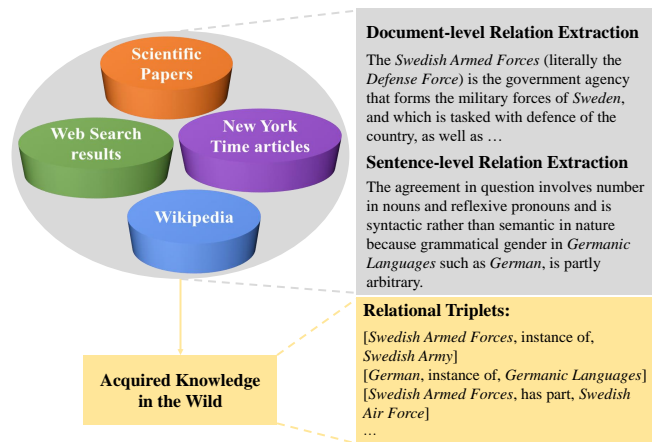 Scientific
Papers
Web Search
results
New York
Time articles
Wikipedia
Acquired Knowledge
in the Wild
Document-level Relation Extraction
The Swedish Armed Forces (literally the
Defense Force) is the government agency
that forms the military forces of Sweden,
and which is tasked with defence of the
country, as well as …
Sentence-level Relation Extraction
The agreement in question involves number
in nouns and reflexive pronouns and is
syntactic rather than semantic in nature
because grammatical gender in Germanic
Languages such as German, is partly
arbitrary.
Relational Triplets:
[Swedish Armed Forces, instance of,
Swedish Army]
[German, instance of, Germanic Languages]
[Swedish Armed Forces, has part, Swedish
Air Force]
…